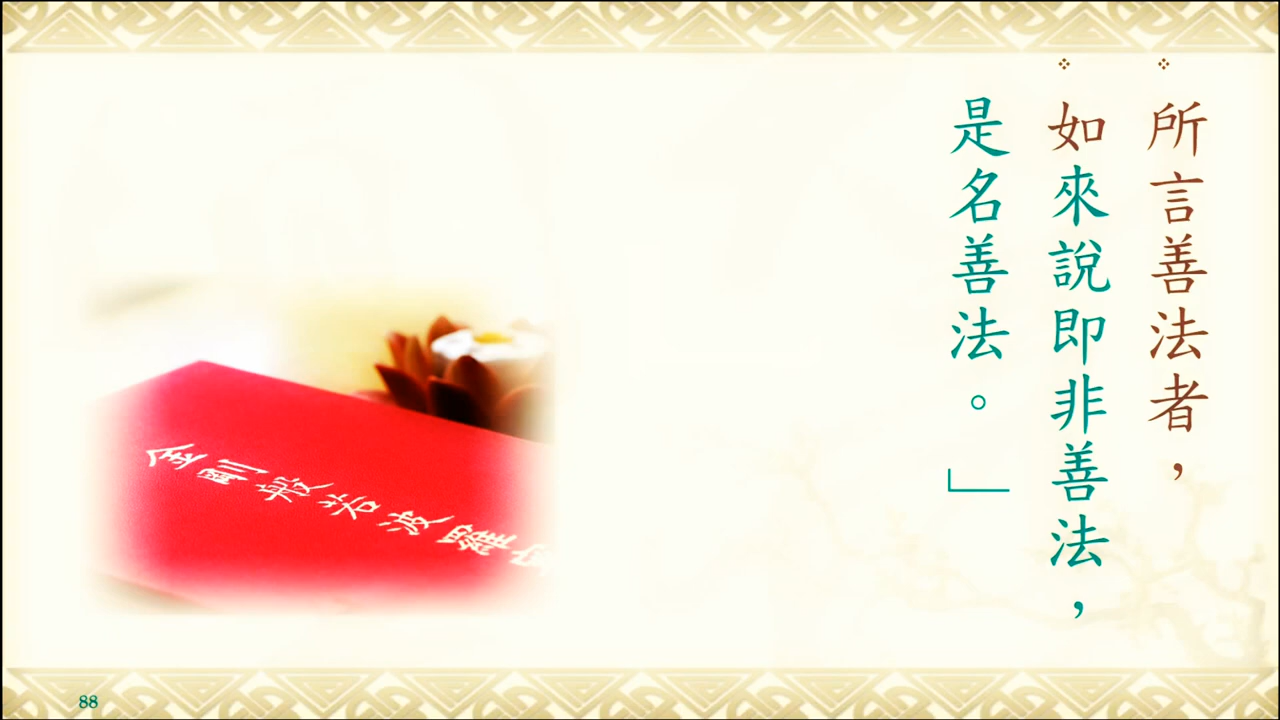 所言善法者，
如來說即非善法，
是名善法。」
金剛般若波羅
88